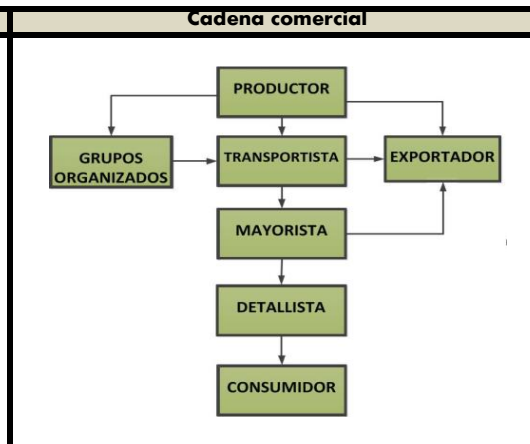 Cadena comercial
PRODUCTOR
GRUPOS
ORGANIZADOS
TRANSPORTISTA
EXPORTADOR
MAYORISTA
DETALLISTA
CONSUMIDOR